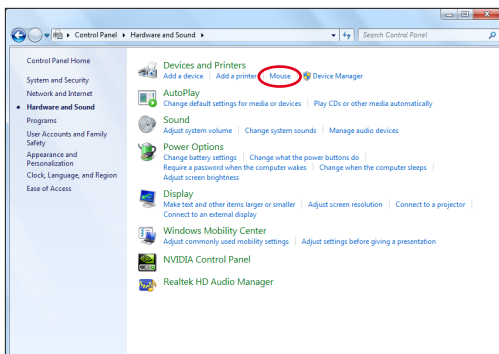 Control Panel ▸ Hardware and Sound ▸
Search Control Panel
Control Panel Home
System and Security
Network and Internet
Hardware and Sound
Programs
User Accounts and Family
Safety
Appearance and
Personalization
Clock, Language, and Region
Ease of Access
Devices and Printers
Add a device | Add a printer | Mouse | Device Manager
AutoPlay
Change default settings for media or devices | Play CDs or other media automatically
Sound
Adjust system volume | Change system sounds | Manage audio devices
Power Options
Change battery settings | Change what the power buttons do |
Require a password when the computer wakes | Change when the computer sleeps |
Adjust screen brightness
Display
Make text and other items larger or smaller | Adjust screen resolution | Connect to a projector |
Connect to an external display
Windows Mobility Center
Adjust commonly used mobility settings | Adjust settings before giving a presentation
NVIDIA Control Panel
Realtek HD Audio Manager